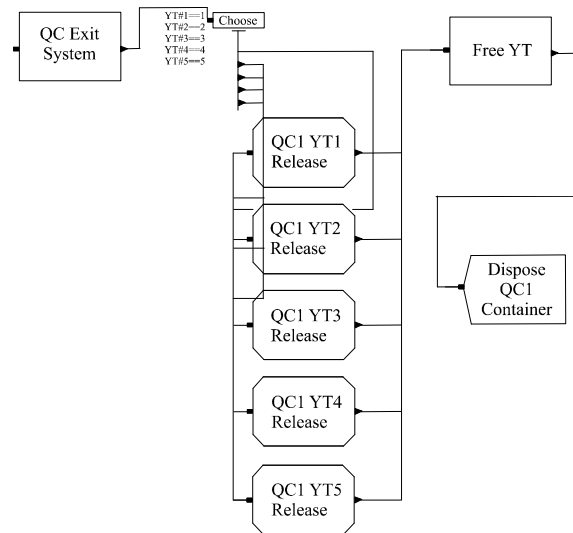 QC Exit
System
YT#1==1
YT#2==2
YT#3==3
YT#4==4
YT#5==5
Choose
Free YT
QC1 YT1
Release
QC1 YT2
Release
Dispose
QC1
Container
QC1 YT3
Release
QC1 YT4
Release
QC1 YT5
Release